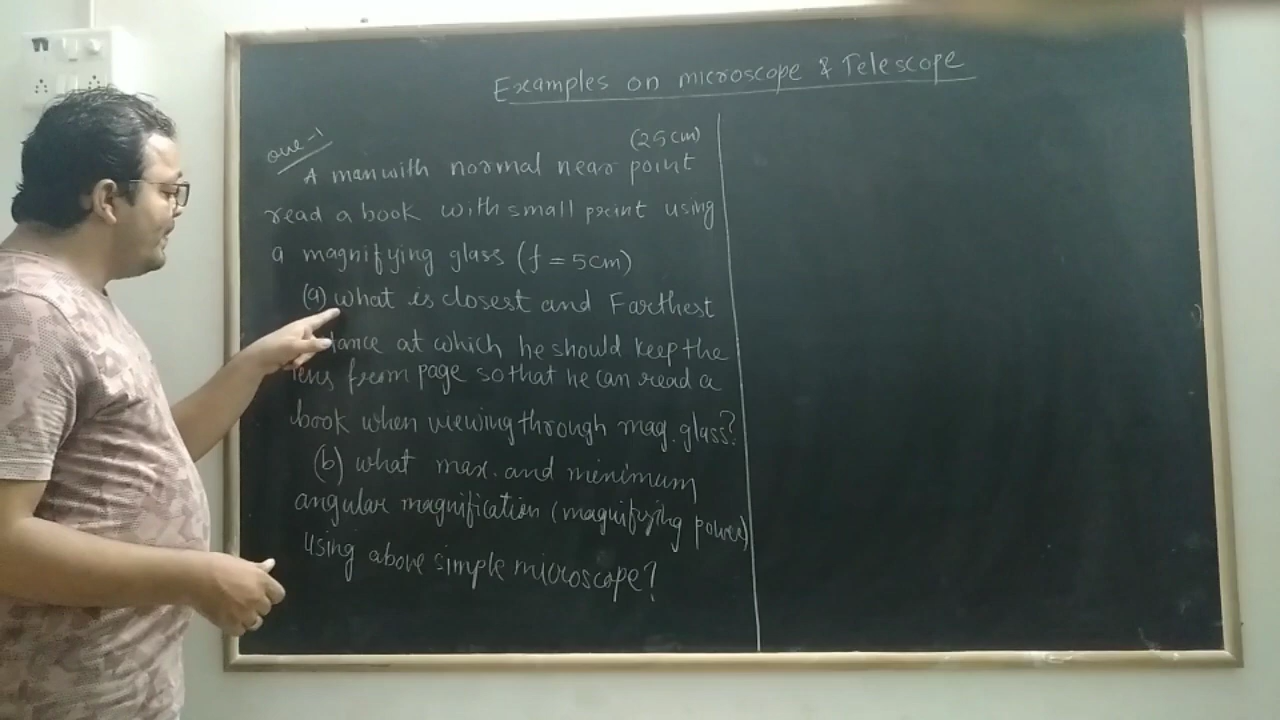 Examples on microscope & Telescope
que-1
(25cm)
A man with normal near point
read a book with small print using
a magnifying glass (f = 5cm)
(a) what is closest and Farthest
tance at which he should keep the
lens from page so that he can read a
book when viewing through mag. glass?
(b) what max. and minimum
angular magnification (magnifying power)
using above simple microscope?